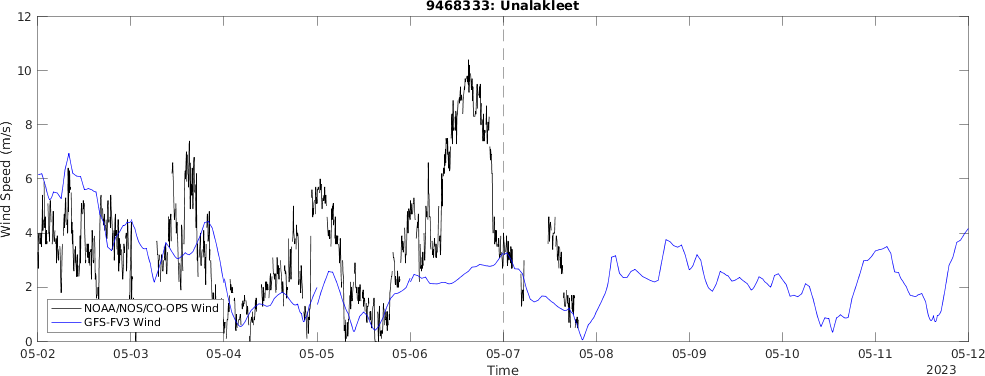 9468333: Unalakleet
Wind Speed (m/s)
12
10
8
6
4
2
0
NOAA/NOS/CO-OPS Wind
GFS-FV3 Wind
05-02 05-03 05-04 05-05 05-06 05-07 05-08 05-09 05-10 05-11 05-12
Time
2023